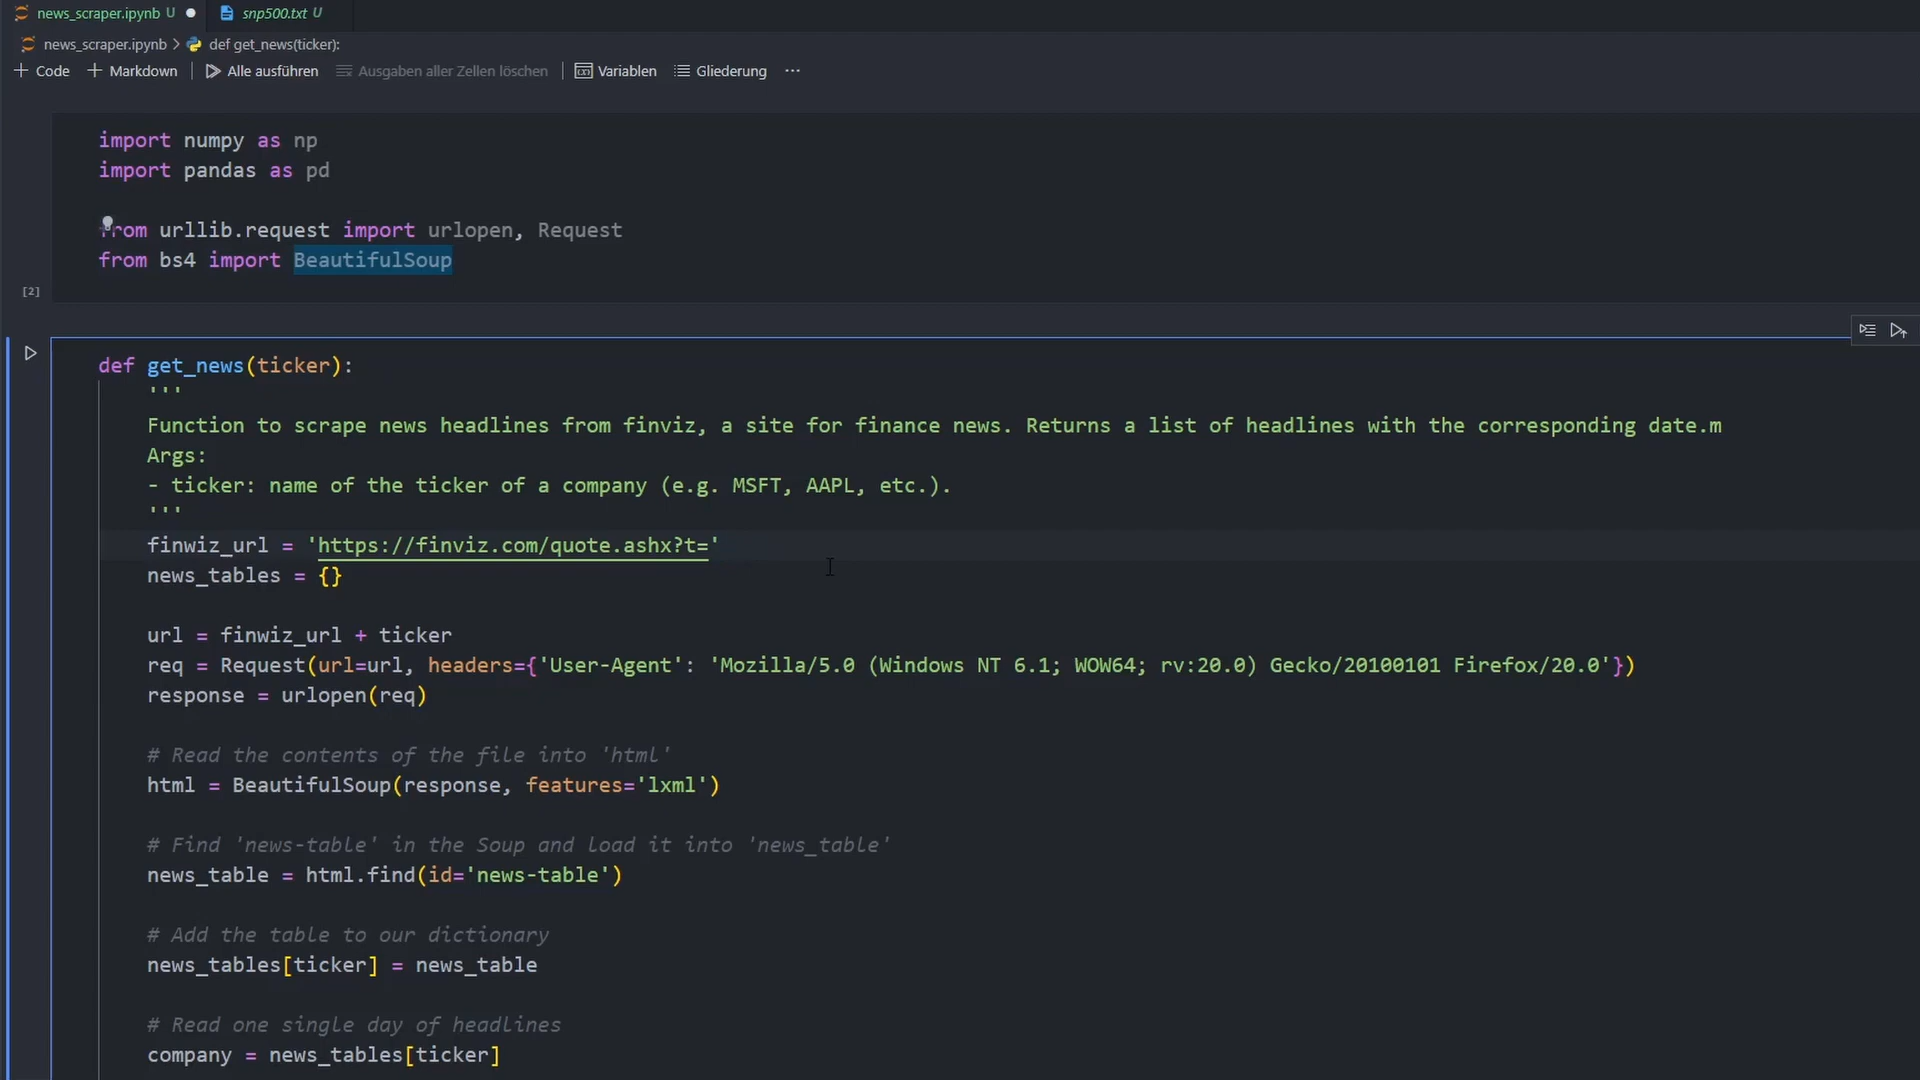 news_scraper.ipynb U
snp500.txt U
news_scraper.ipynb > def get_news(ticker):
+ Code + Markdown Alle ausführen Ausgaben aller Zellen löschen Variablen Gliederung ...
import numpy as np
import pandas as pd
from urllib.request import urlopen, Request
from bs4 import BeautifulSoup
[2]
def get_news(ticker):
'''
Function to scrape news headlines from finviz, a site for finance news. Returns a list of headlines with the corresponding date.m
Args:
- ticker: name of the ticker of a company (e.g. MSFT, AAPL, etc.).
'''
finwiz_url = 'https://finviz.com/quote.ashx?t='
news_tables = {}
url = finwiz_url + ticker
req = Request(url=url, headers={'User-Agent': 'Mozilla/5.0 (Windows NT 6.1; WOW64; rv:20.0) Gecko/20100101 Firefox/20.0'})
response = urlopen(req)
# Read the contents of the file into 'html'
html = BeautifulSoup(response, features='lxml')
# Find 'news-table' in the Soup and load it into 'news_table'
news_table = html.find(id='news-table')
# Add the table to our dictionary
news_tables[ticker] = news_table
# Read one single day of headlines
company = news_tables[ticker]